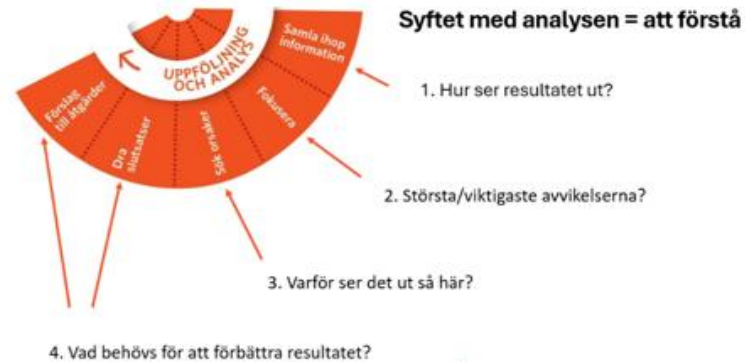 Syftet med analysen = att förstå
Samla ihop
information
UPPFÖLJNING
OCH ANALYS
Fokusera
Sök orsaker
Dra
slutsatser
Förslag
till åtgärder
1. Hur ser resultatet ut?
2. Största/viktigaste avvikelserna?
3. Varför ser det ut så här?
4. Vad behövs för att förbättra resultatet?